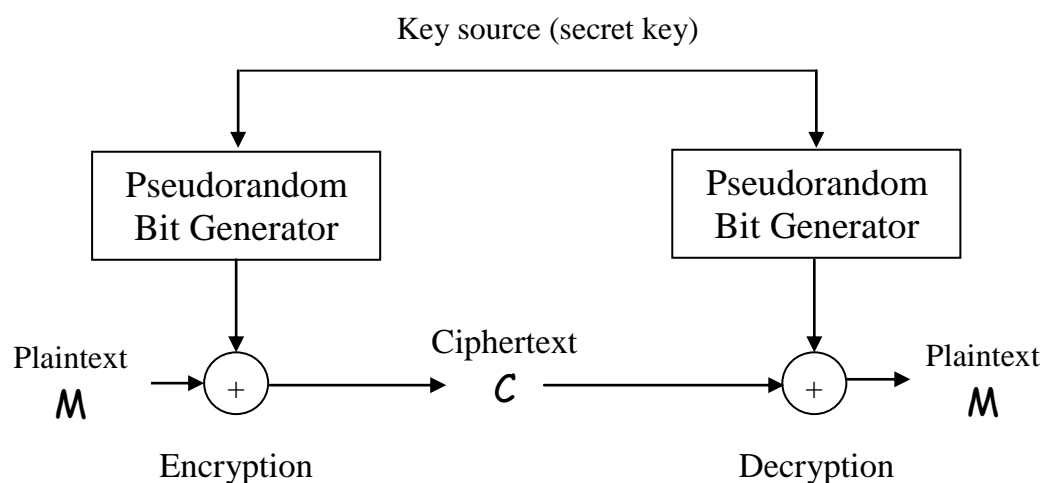 Key source (secret key)
Pseudorandom
Bit Generator
Pseudorandom
Bit Generator
Plaintext
M
+
Ciphertext
C
+
Plaintext
M
Encryption
Decryption